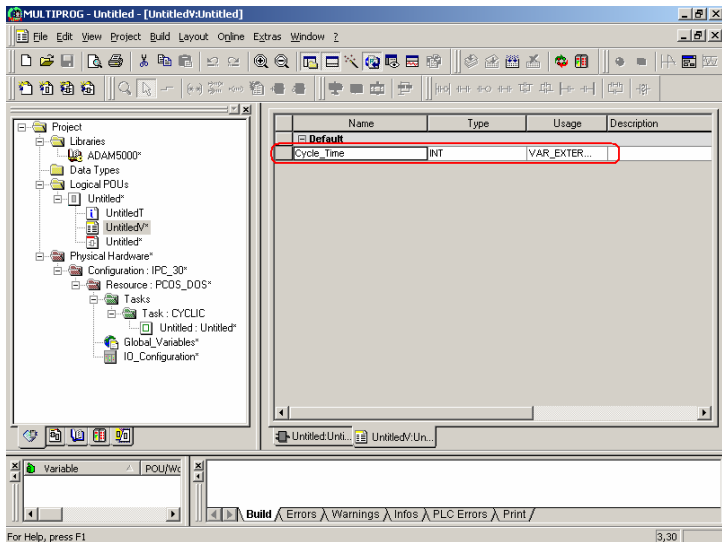 MULTIPROG - Untitled - [UntitledV:Untitled]
File Edit View Project Build Layout Online Extras Window ?
Project
Libraries
ADAM5000*
Data Types
Logical POUs
Untitled*
UntitledT
UntitledV*
Untitled*
Physical Hardware*
Configuration : IPC_30*
Resource : PCOS_DOS*
Tasks
Task : CYCLIC
Untitled : Untitled*
Global_Variables*
IO_Configuration*
Name Type Usage Description
Default
Cycle_Time INT VAR_EXTER...
Untitled:Unti... UntitledV:Un...
Variable POU/Wo
Build Errors Warnings Infos PLC Errors Print
For Help, press F1 3,30